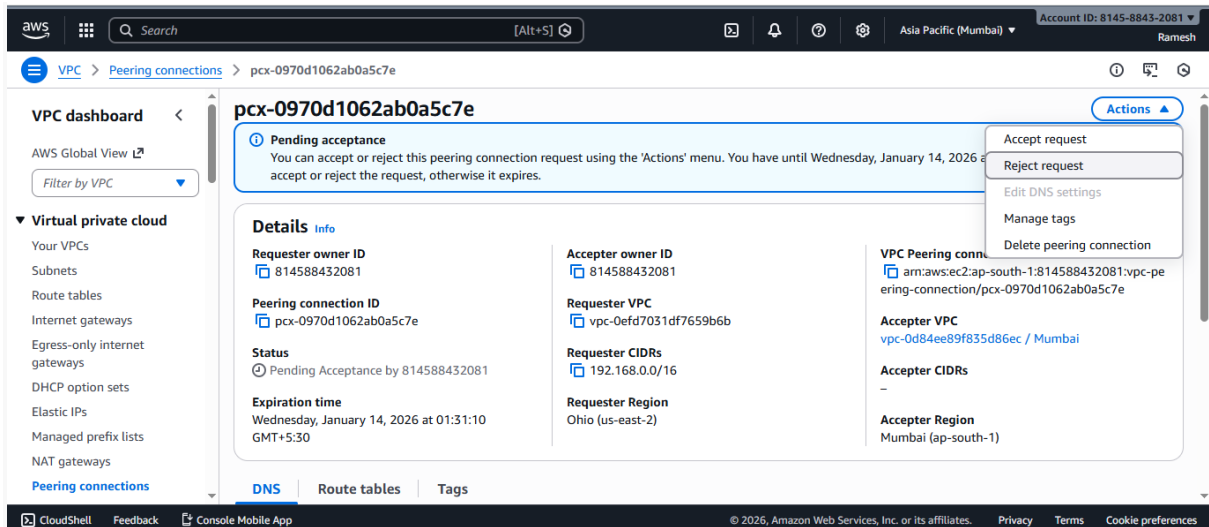 aws
Search
[Alt+S]
Asia Pacific (Mumbai) ▼
Account ID: 8145-8843-2081 ▼
Ramesh
VPC > Peering connections > pcx-0970d1062ab0a5c7e
VPC dashboard
AWS Global View
Filter by VPC
Virtual private cloud
Your VPCs
Subnets
Route tables
Internet gateways
Egress-only internet
gateways
DHCP option sets
Elastic IPs
Managed prefix lists
NAT gateways
Peering connections
pcx-0970d1062ab0a5c7e
Actions
Pending acceptance
You can accept or reject this peering connection request using the 'Actions' menu. You have until Wednesday, January 14, 2026 a
accept or reject the request, otherwise it expires.
Accept request
Reject request
Edit DNS settings
Manage tags
Delete peering connection
Details Info
Requester owner ID
814588432081
Peering connection ID
pcx-0970d1062ab0a5c7e
Status
Pending Acceptance by 814588432081
Expiration time
Wednesday, January 14, 2026 at 01:31:10
GMT+5:30
Accepter owner ID
814588432081
Requester VPC
vpc-0efd7031df7659b6b
Requester CIDRs
192.168.0.0/16
Requester Region
Ohio (us-east-2)
VPC Peering conn
arn:aws:ec2:ap-south-1:814588432081:vpc-pe
ering-connection/pcx-0970d1062ab0a5c7e
Accepter VPC
vpc-0d84ee89f835d86ec / Mumbai
Accepter CIDRs
–
Accepter Region
Mumbai (ap-south-1)
DNS
Route tables
Tags
CloudShell
Feedback
Console Mobile App
© 2026, Amazon Web Services, Inc. or its affiliates.
Privacy
Terms
Cookie preferences